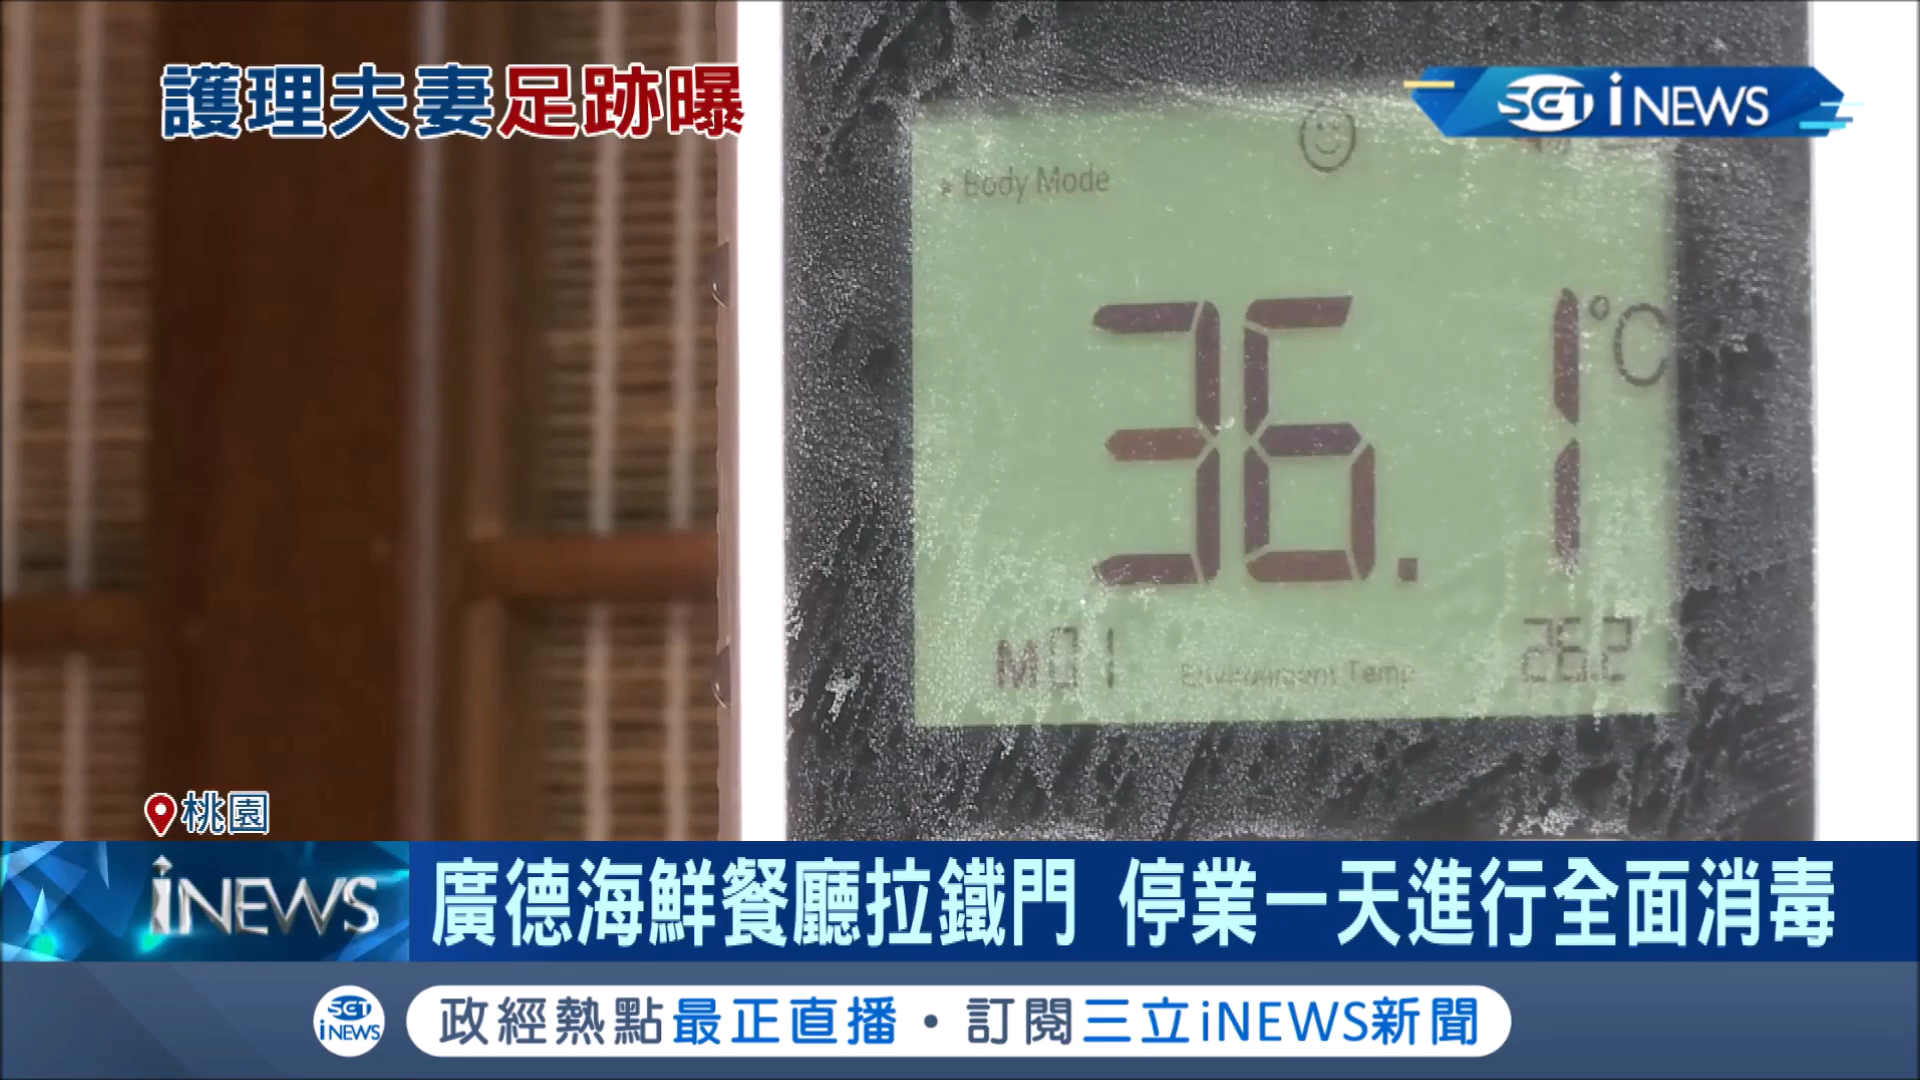 護理夫妻足跡曝
SET iNEWS
Body Mode
36.1°C
M01 Environment Temp 26.2
桃園
iNEWS
廣德海鮮餐廳拉鐵門 停業一天進行全面消毒
SET iNEWS
政經熱點最正直播・訂閱三立iNEWS新聞